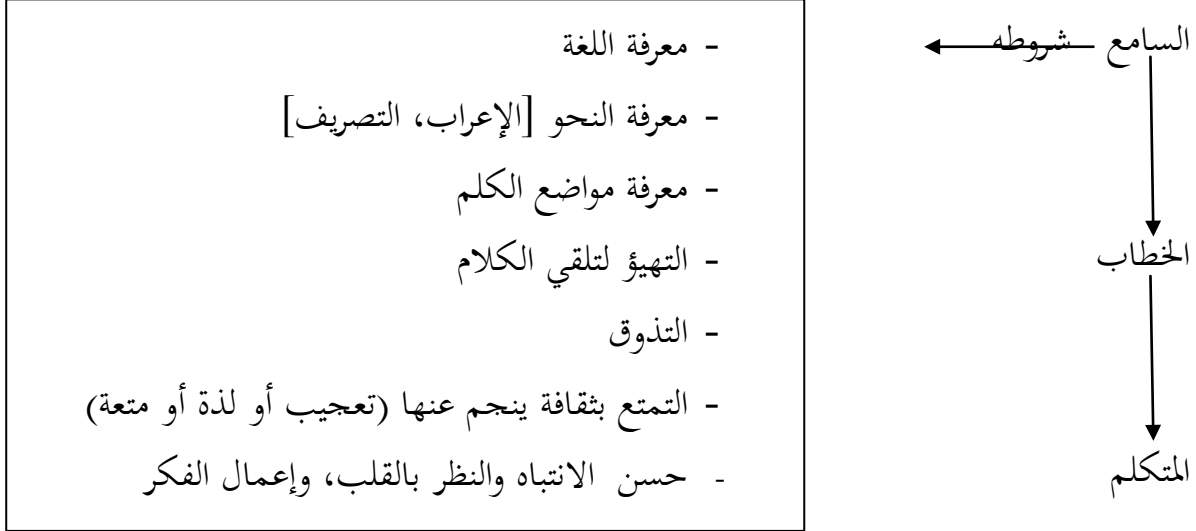 السامع شروطه
الخطاب
المتكلم
- معرفة اللغة
- معرفة النحو [الإعراب، التصريف]
- معرفة مواضع الكلم
- التهيؤ لتلقي الكلام
- التذوق
- التمتع بثقافة ينجم عنها (تعجيب أو لذة أو متعة)
- حسن الانتباه والنظر بالقلب، وإعمال الفكر